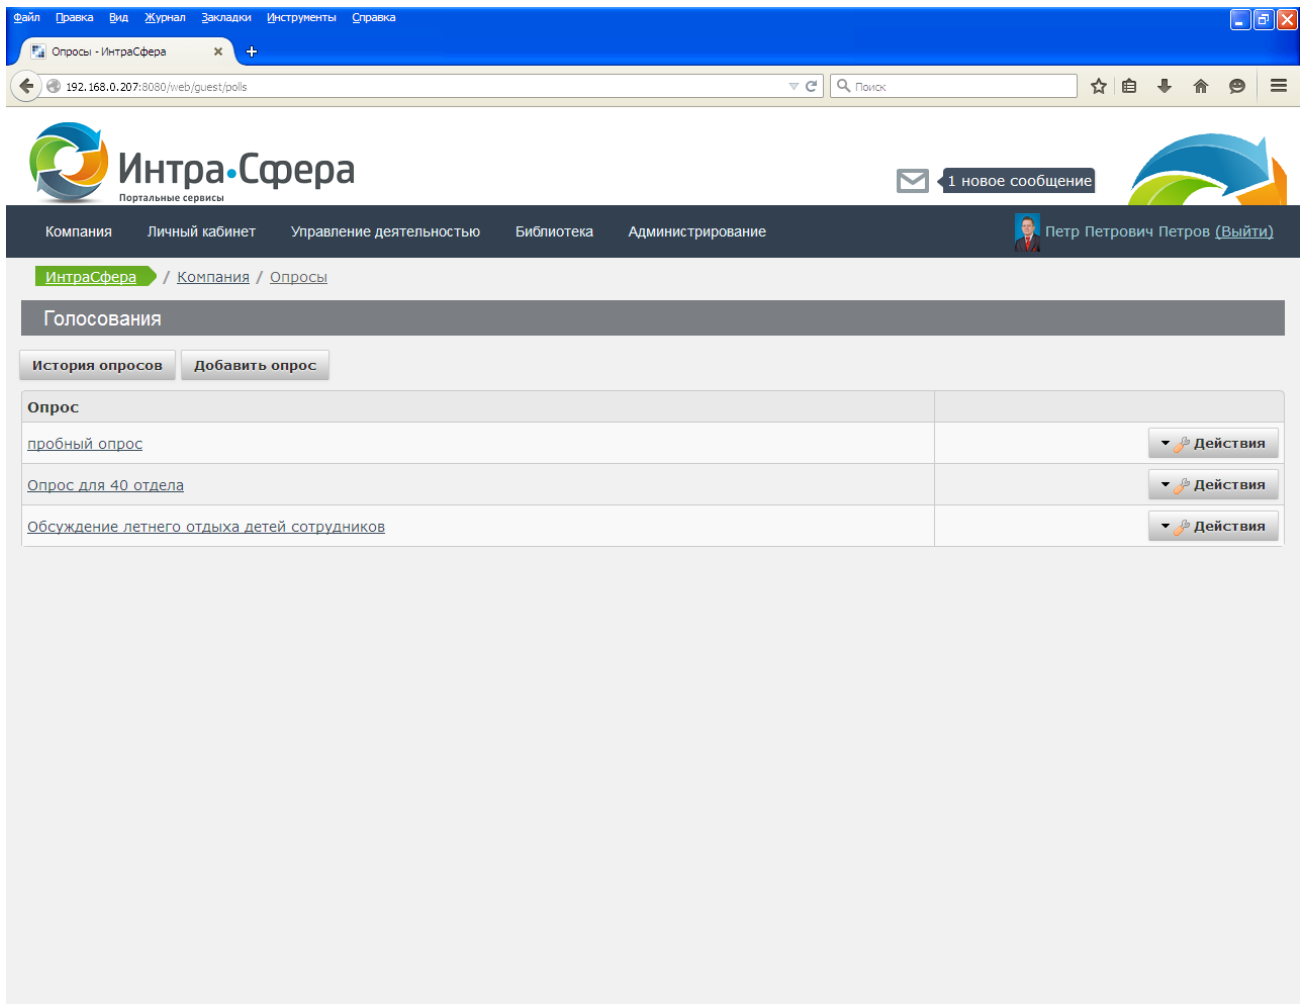 Файл Правка Вид Журнал Закладки Инструменты Справка
Опросы - ИнтраСфера
192.168.0.207:8080/web/guest/polls Поиск
Интра•Сфера
Портальные сервисы
1 новое сообщение
Компания Личный кабинет Управление деятельностью Библиотека Администрирование Петр Петрович Петров (Выйти)
ИнтраСфера / Компания / Опросы
Голосования
История опросов Добавить опрос
Опрос
пробный опрос Действия
Опрос для 40 отдела Действия
Обсуждение летнего отдыха детей сотрудников Действия